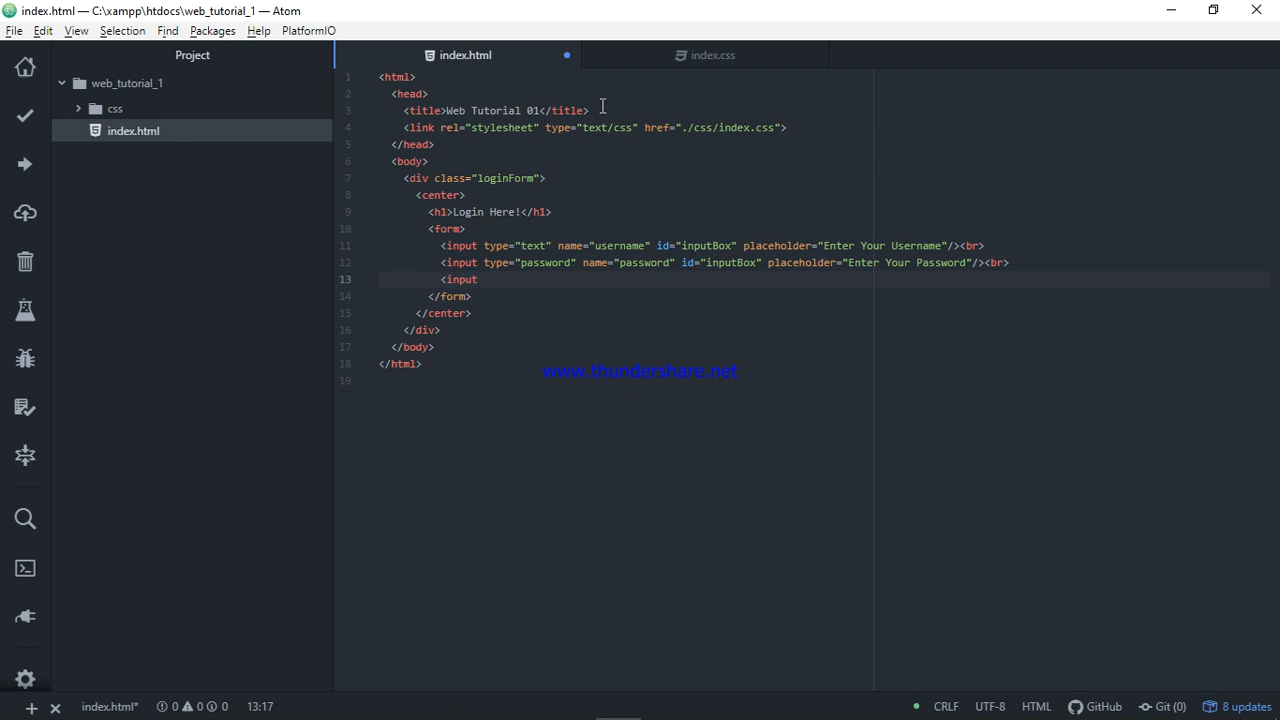 index.html — C:\xampp\htdocs\web_tutorial_1 — Atom
File Edit View Selection Find Packages Help PlatformIO
Project
index.html
index.css
web_tutorial_1
css
index.html
1 <html>
2 <head>
3 <title>Web Tutorial 01</title>
4 <link rel="stylesheet" type="text/css" href="./css/index.css">
5 </head>
6 <body>
7 <div class="loginForm">
8 <center>
9 <h1>Login Here!</h1>
10 <form>
11 <input type="text" name="username" id="inputBox" placeholder="Enter Your Username"/><br>
12 <input type="password" name="password" id="inputBox" placeholder="Enter Your Password"/><br>
13 <input
14 </form>
15 </center>
16 </div>
17 </body>
18 </html>
19
www.thundershare.net
index.html* 0 0 0 13:17 CRLF UTF-8 HTML GitHub Git (0) 8 updates